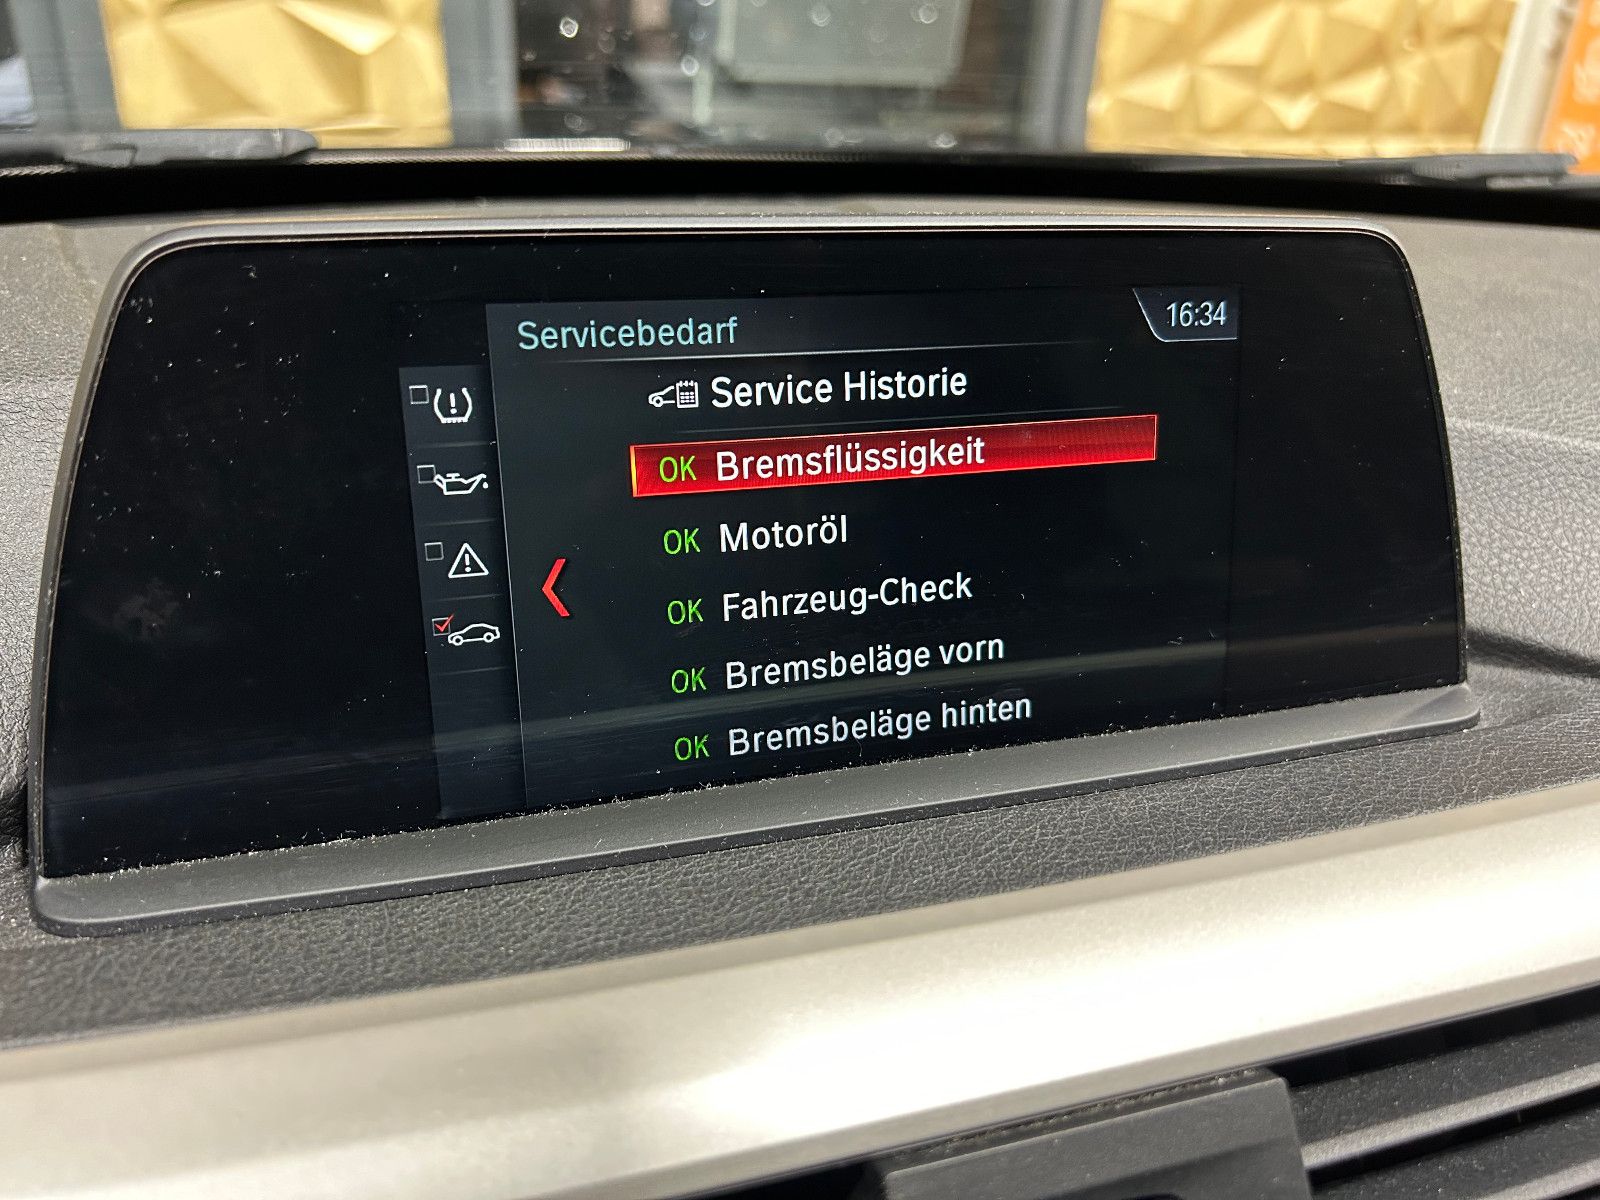 Servicebedarf
16:34
Service Historie
OK Bremsflüssigkeit
OK Motoröl
OK Fahrzeug-Check
OK Bremsbeläge vorn
OK Bremsbeläge hinten